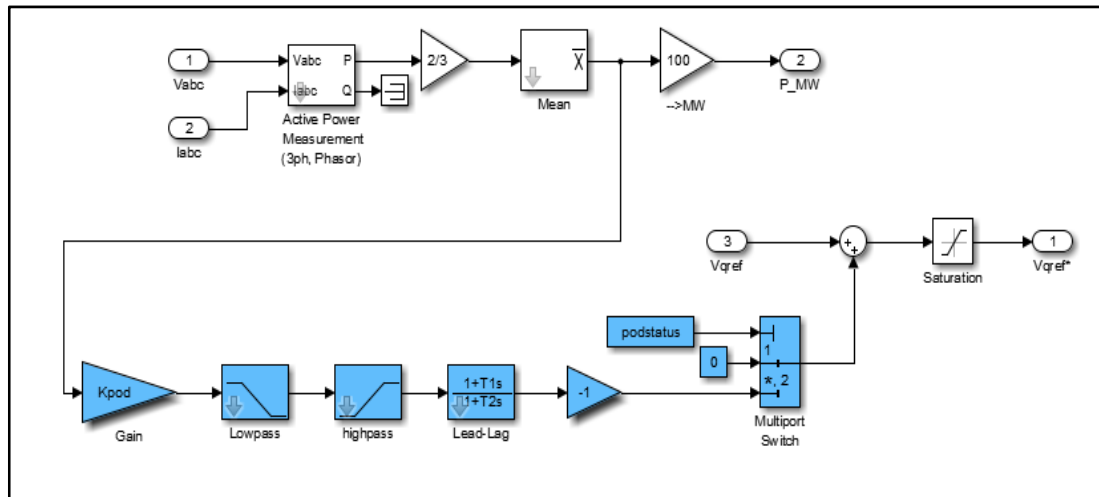 1
Vabc
2
Iabc
Vabc
P
Iabc
Q
Active Power
Measurement
(3ph, Phasor)
2/3
X
Mean
100
-->MW
2
P_MW
3
Vqref
+
+
Saturation
1
Vqref*
Kpod
Gain
Lowpass
highpass
1+T1s
1+T2s
Lead-Lag
-1
podstatus
0
1
*, 2
Multiport
Switch